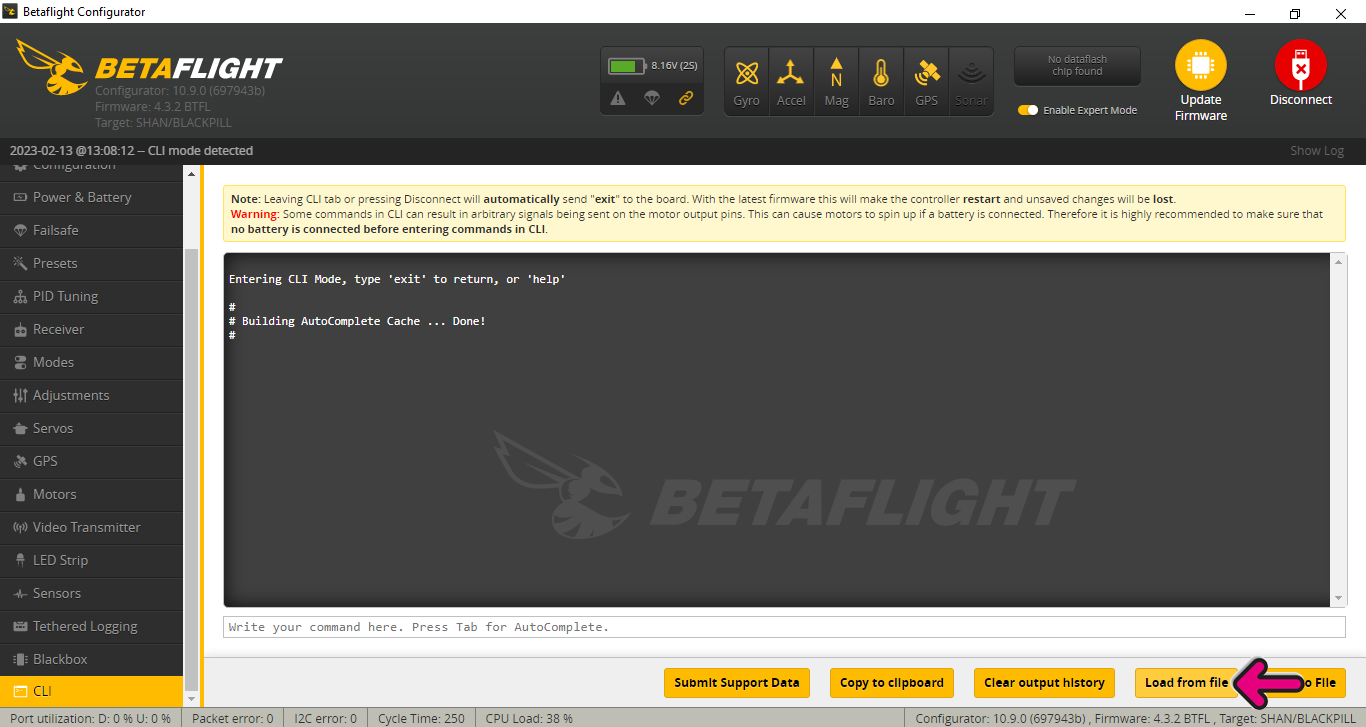 Betaflight Configurator
BETAFLIGHT
Configurator: 10.9.0 (697943b)
Firmware: 4.3.2 BTFL
Target: SHAN/BLACKPILL
8.16V (2S)
Gyro
Accel
N
Mag
Baro
GPS
Sonar
No dataflash
chip found
Enable Expert Mode
Update
Firmware
Disconnect
2023-02-13 @13:08:12 -- CLI mode detected
Show Log
Configuration
Power & Battery
Failsafe
Presets
PID Tuning
Receiver
Modes
Adjustments
Servos
GPS
Motors
Video Transmitter
LED Strip
Sensors
Tethered Logging
Blackbox
CLI
Note: Leaving CLI tab or pressing Disconnect will automatically send "exit" to the board. With the latest firmware this will make the controller restart and unsaved changes will be lost.
Warning: Some commands in CLI can result in arbitrary signals being sent on the motor output pins. This can cause motors to spin up if a battery is connected. Therefore it is highly recommended to make sure that
no battery is connected before entering commands in CLI.
Entering CLI Mode, type 'exit' to return, or 'help'
#
# Building AutoComplete Cache ... Done!
#
BETAFLIGHT
Write your command here. Press Tab for AutoComplete.
Submit Support Data
Copy to clipboard
Clear output history
Load from file
o File
Port utilization: D: 0 % U: 0 %
Packet error: 0
I2C error: 0
Cycle Time: 250
CPU Load: 38 %
Configurator: 10.9.0 (697943b) , Firmware: 4.3.2 BTFL , Target: SHAN/BLACKPILL